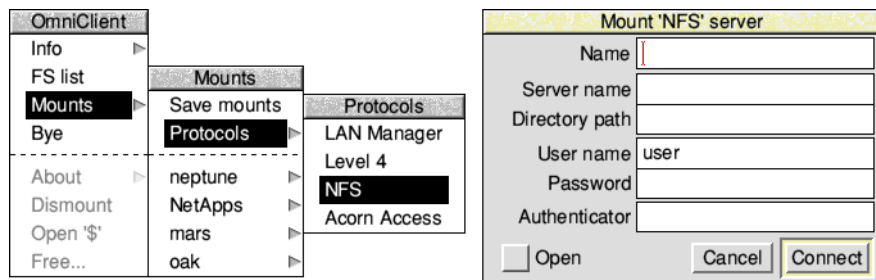 OmniClient
Info
FS list
Mounts
Bye
About
Dismount
Open '$'
Free...
Mounts
Save mounts
Protocols
neptune
NetApps
mars
oak
Protocols
LAN Manager
Level 4
NFS
Acorn Access
Mount 'NFS' server
Name
Server name
Directory path
User name user
Password
Authenticator
Open Cancel Connect